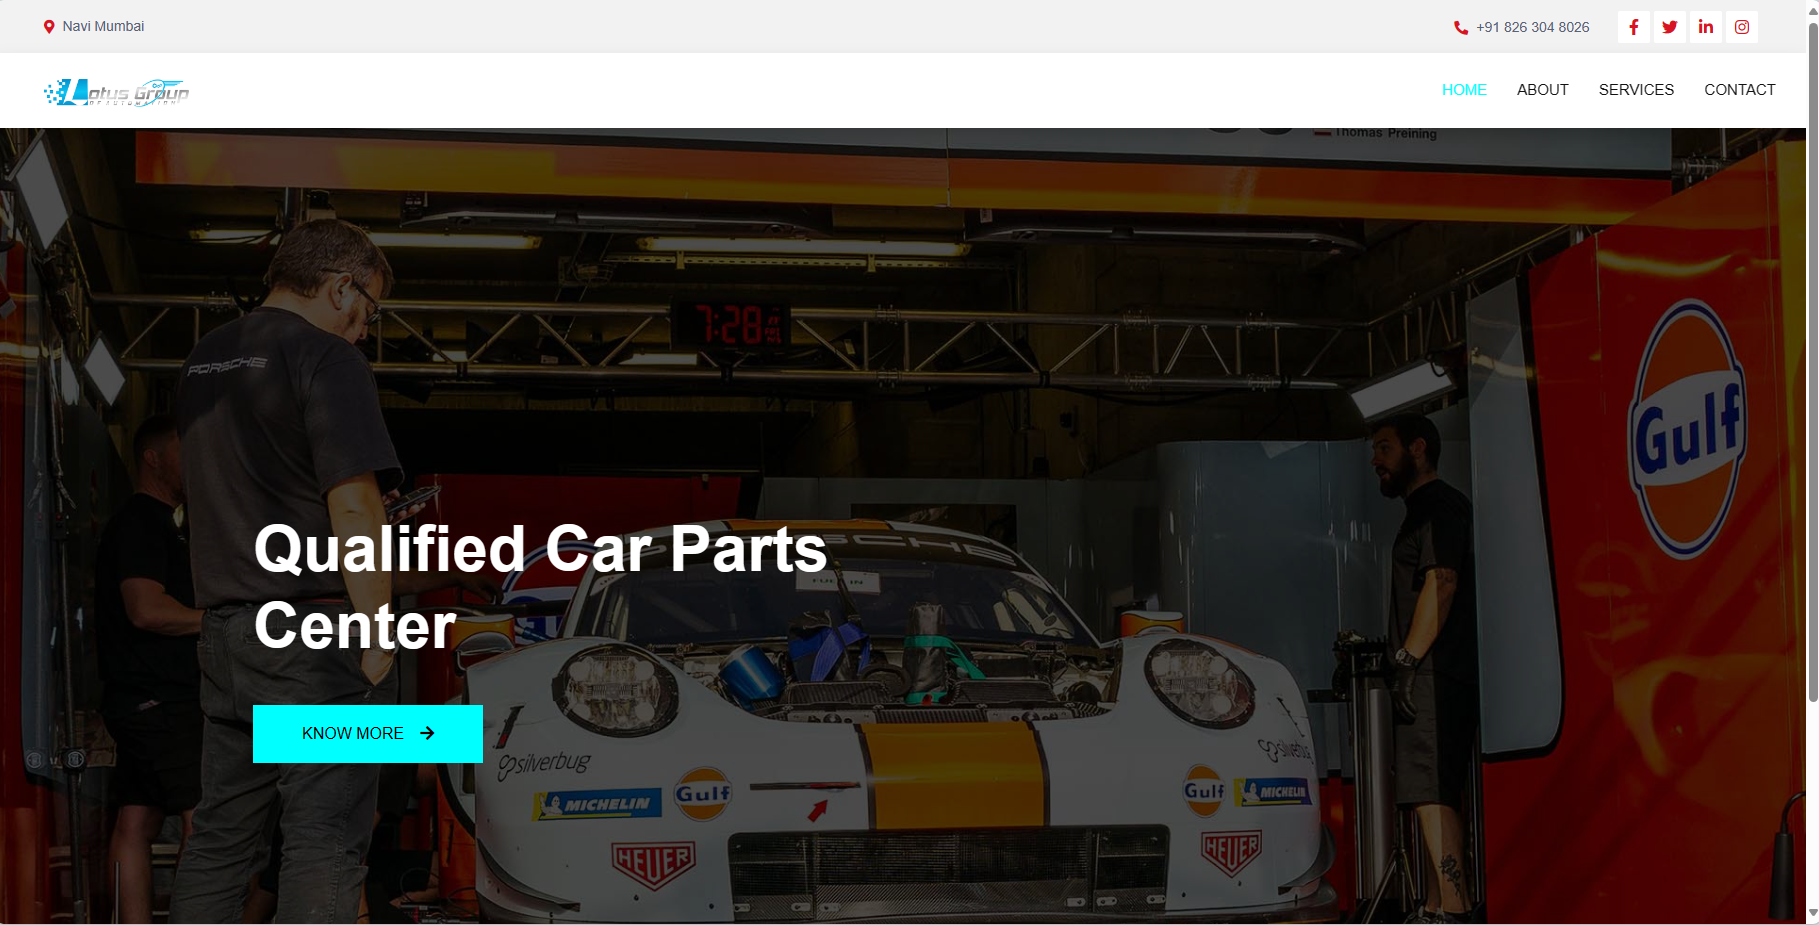 Navi Mumbai
+91 826 304 8026
Lotus Group
OF AUTOMATION
HOME
ABOUT
SERVICES
CONTACT
Thomas Preining
7:28
PORSCHE
Gulf
Qualified Car Parts
Center
PORSCHE
KNOW MORE
silverbug
MICHELIN
Gulf
Gulf
MICHELIN
HEUER
HEUER